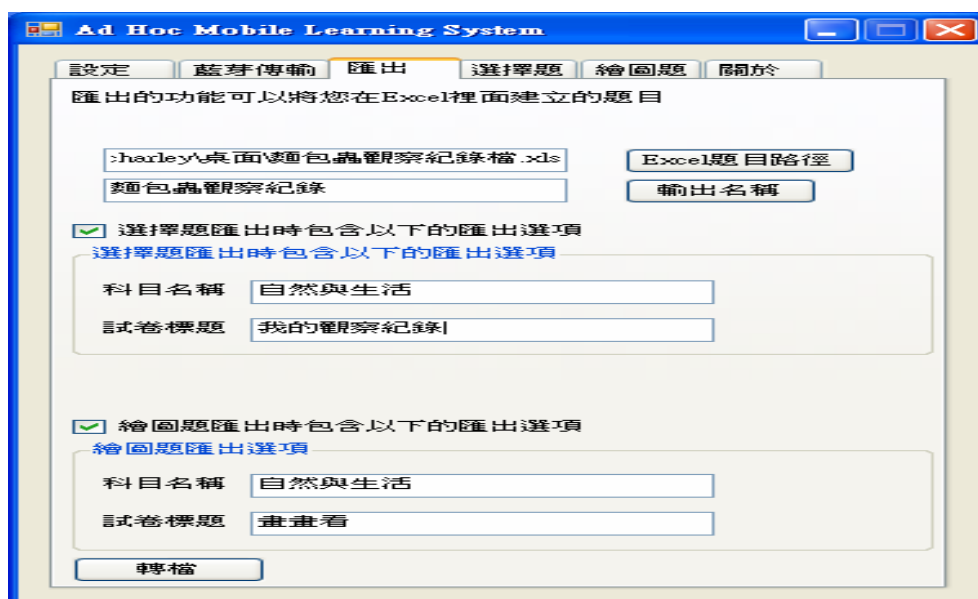 Ad Hoc Mobile Learning System
設定 藍芽傳輸 匯出 選擇題 繪圖題 關於
匯出的功能可以將您在Excel裡面建立的題目
:harley\桌面\麵包蟲觀察紀錄檔.xls Excel題目路徑
麵包蟲觀察紀錄 輸出名稱
選擇題匯出時包含以下的匯出選項
選擇題匯出時包含以下的匯出選項
科目名稱 自然與生活
試卷標題 我的觀察紀錄
繪圖題匯出時包含以下的匯出選項
繪圖題匯出選項
科目名稱 自然與生活
試卷標題 畫畫看
轉檔